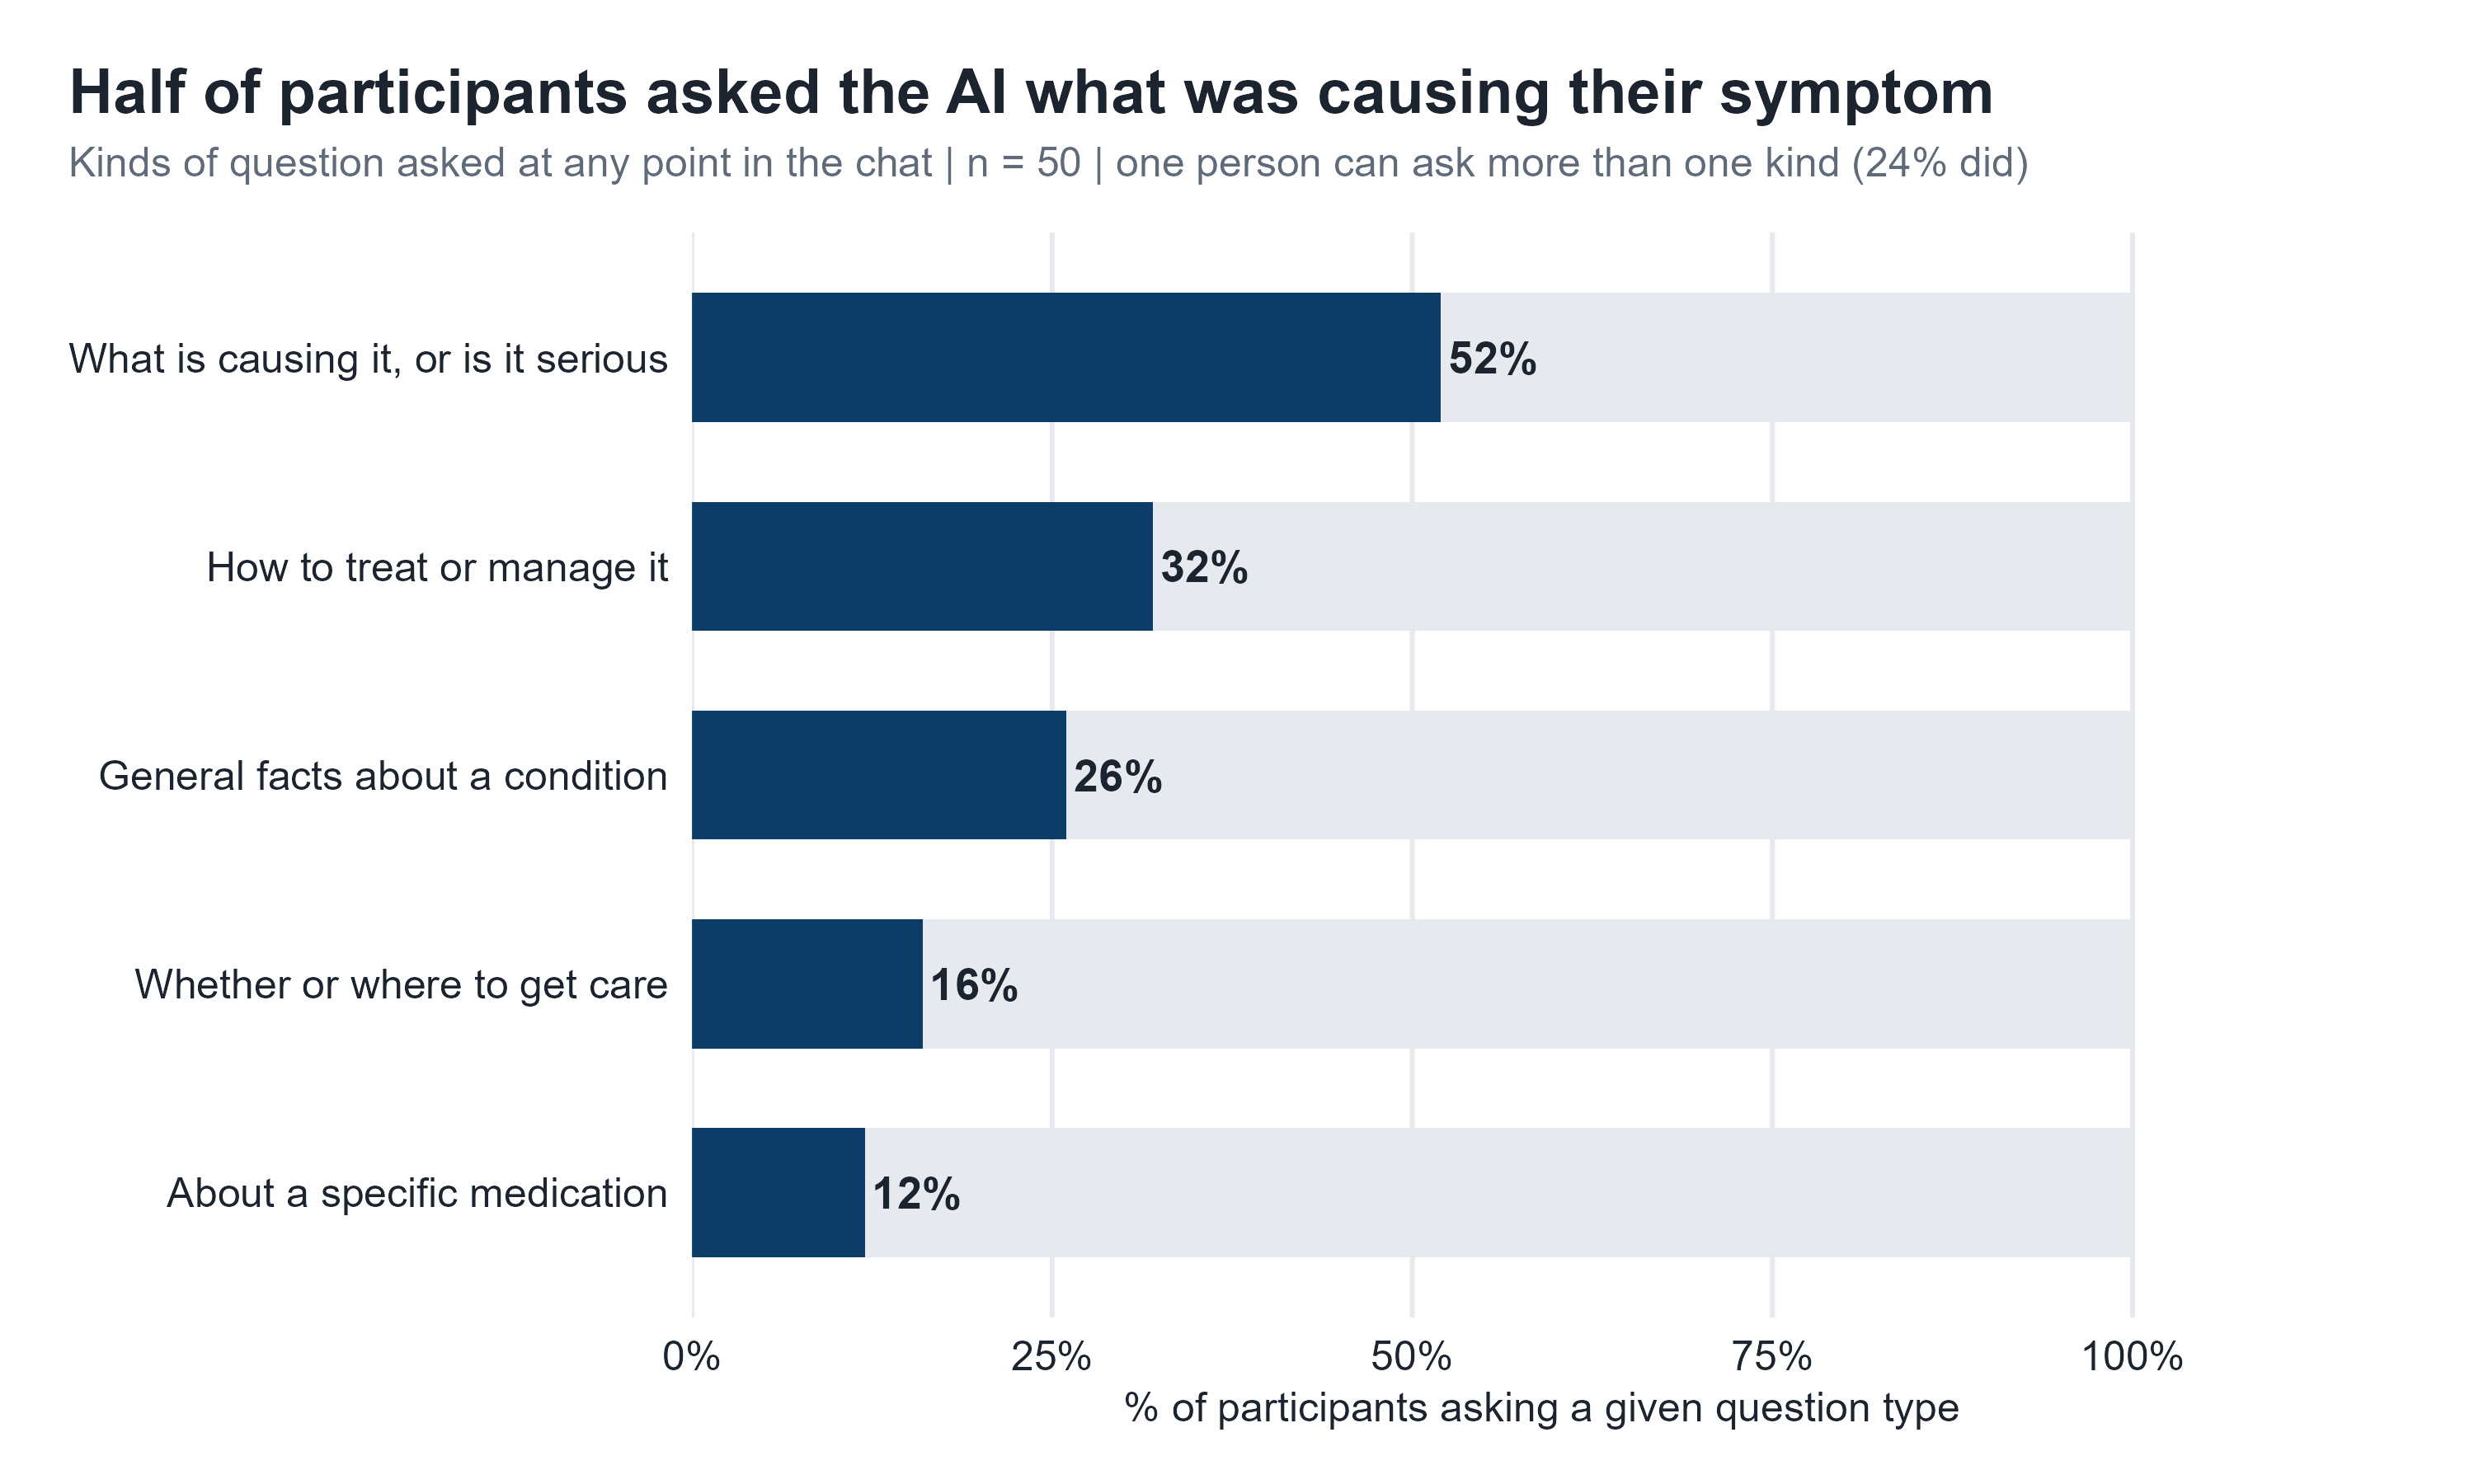 Half of participants asked the AI what was causing their symptom
Kinds of question asked at any point in the chat | n = 50 | one person can ask more than one kind (24% did)
What is causing it, or is it serious
52%
How to treat or manage it
32%
General facts about a condition
26%
Whether or where to get care
16%
About a specific medication
12%
0% 25% 50% 75% 100%
% of participants asking a given question type